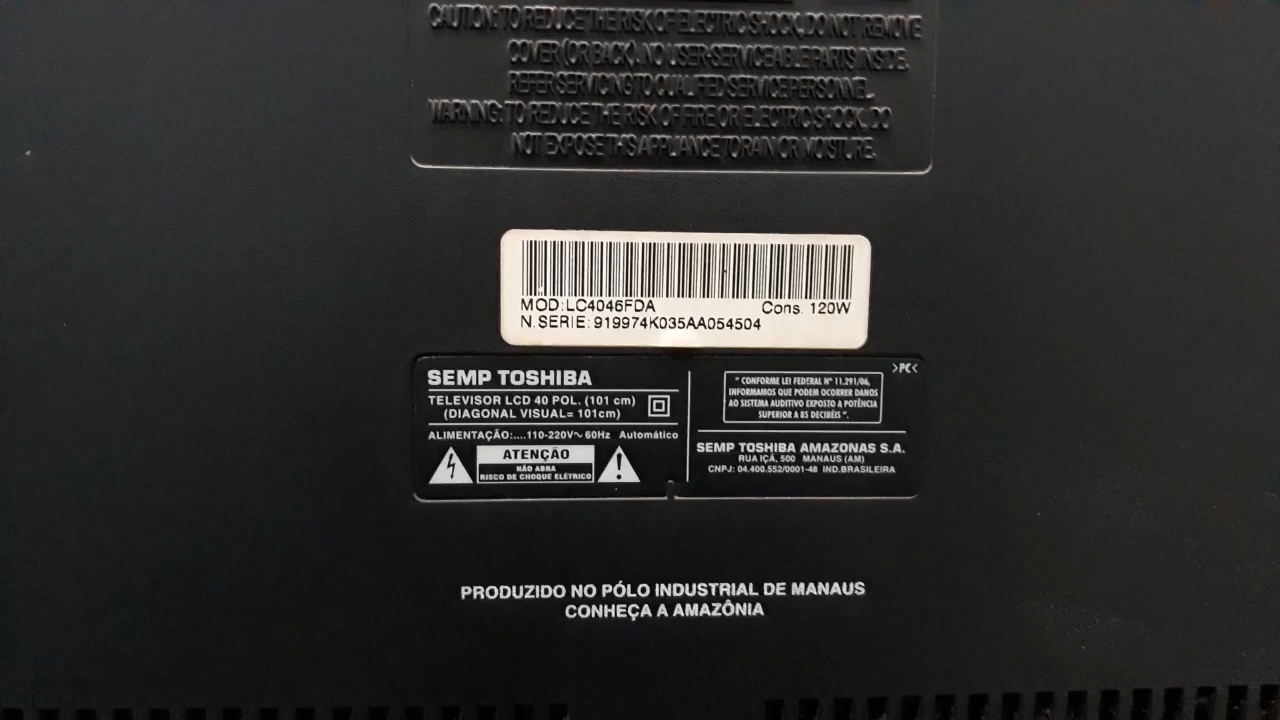 CAUTION: TO REDUCE THE RISK OF ELECTRIC SHOCK, DO NOT REMOVE
COVER (OR BACK). NO USER-SERVICEABLE PARTS INSIDE.
REFER SERVICING TO QUALIFIED SERVICE PERSONNEL.
WARNING: TO REDUCE THE RISK OF FIRE OR ELECTRIC SHOCK, DO
NOT EXPOSE THIS APPLIANCE TO RAIN OR MOISTURE.
MOD:LC4046FDA Cons. 120W
N.SERIE: 919974K035AA054504
SEMP TOSHIBA
TELEVISOR LCD 40 POL. (101 cm)
(DIAGONAL VISUAL= 101cm)
ALIMENTAÇÃO:....110-220V~ 60Hz Automático
ATENÇÃO
NÃO ABRA
RISCO DE CHOQUE ELÉTRICO
>PC<
" CONFORME LEI FEDERAL Nº 11.291/06,
INFORMAMOS QUE PODEM OCORRER DANOS
AO SISTEMA AUDITIVO EXPOSTO A POTÊNCIA
SUPERIOR A 85 DECIBÉIS ".
SEMP TOSHIBA AMAZONAS S.A.
RUA IÇÁ, 500 MANAUS (AM)
CNPJ: 04.400.552/0001-48 IND.BRASILEIRA
PRODUZIDO NO PÓLO INDUSTRIAL DE MANAUS
CONHEÇA A AMAZÔNIA